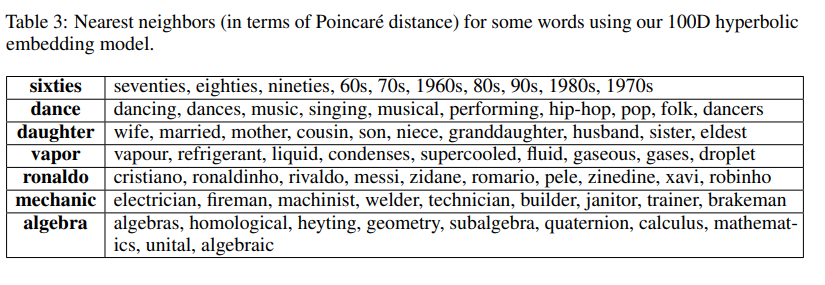 Table 3: Nearest neighbors (in terms of Poincaré distance) for some words using our 100D hyperbolic
embedding model.
sixties seventies, eighties, nineties, 60s, 70s, 1960s, 80s, 90s, 1980s, 1970s
dance dancing, dances, music, singing, musical, performing, hip-hop, pop, folk, dancers
daughter wife, married, mother, cousin, son, niece, granddaughter, husband, sister, eldest
vapor vapour, refrigerant, liquid, condenses, supercooled, fluid, gaseous, gases, droplet
ronaldo cristiano, ronaldinho, rivaldo, messi, zidane, romario, pele, zinedine, xavi, robinho
mechanic electrician, fireman, machinist, welder, technician, builder, janitor, trainer, brakeman
algebra algebras, homological, heyting, geometry, subalgebra, quaternion, calculus, mathemat-
ics, unital, algebraic